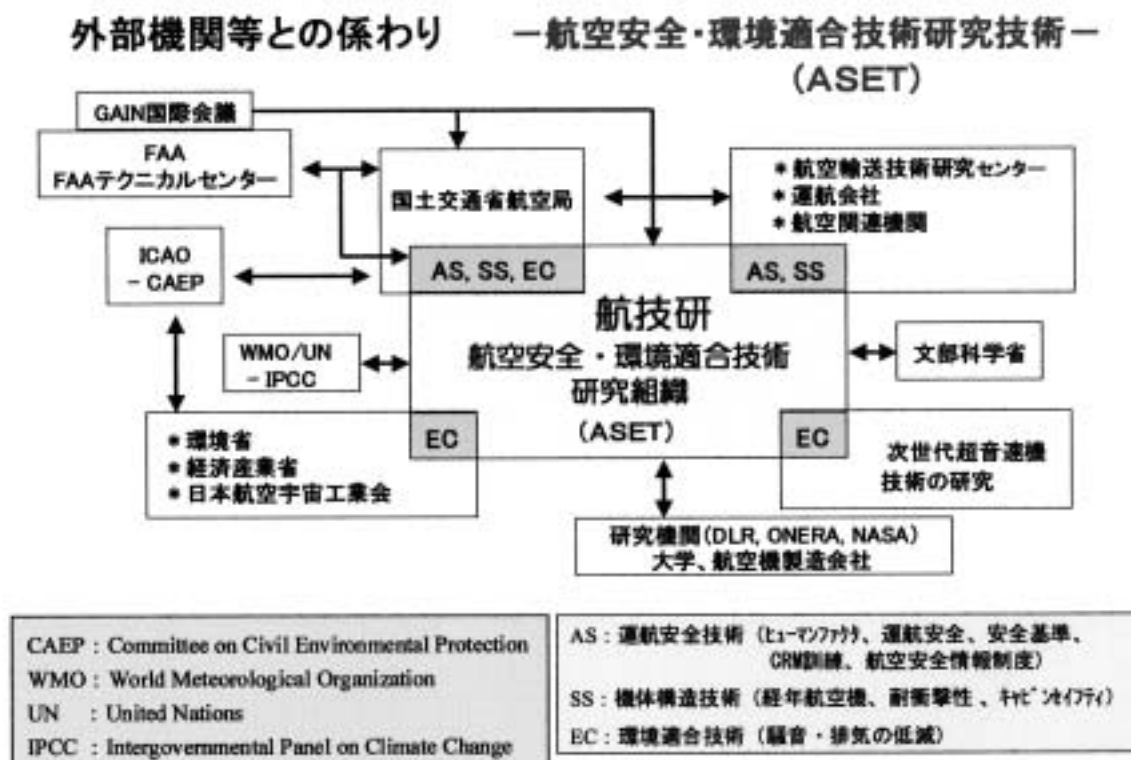 外部機関等との係わり －航空安全・環境適合技術研究技術－
(ASET)
GAIN国際会議
FAA
FAAテクニカルセンター
国土交通省航空局
AS, SS, EC
＊航空輸送技術研究センター
＊運航会社
＊航空関連機関
AS, SS
ICAO
－CAEP
WMO/UN
－IPCC
航技研
航空安全・環境適合技術
研究組織
(ASET)
文部科学省
EC
＊環境省
＊経済産業省
＊日本航空宇宙工業会
EC
次世代超音速機
技術の研究
研究機関(DLR, ONERA, NASA)
大学、航空機製造会社
CAEP : Committee on Civil Environmental Protection
WMO : World Meteorological Organization
UN : United Nations
IPCC : Intergovernmental Panel on Climate Change
AS：運航安全技術（ﾋｭｰﾏﾝﾌｧｸﾀ、運航安全、安全基準、
CRM訓練、航空安全情報制度）
SS：機体構造技術（経年航空機、耐衝撃性、ｷｬﾋﾞﾝｾｲﾌﾃｨ）
EC：環境適合技術（騒音・排気の低減）